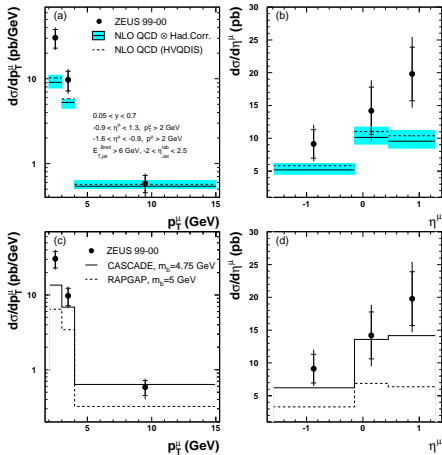 (a)
ZEUS 99-00
NLO QCD ⊗ Had.Corr.
NLO QCD (HVQDIS)
0.05 < y < 0.7
-0.9 < η^μ < 1.3, p_T^μ > 2 GeV
-1.6 < η^μ < -0.9, p^μ > 2 GeV
E_T,jet^Breit > 6 GeV, -2 < η_jet^lab < 2.5
dσ/dp_T^μ (pb/GeV)
10
1
5 10 15
p_T^μ (GeV)
(b)
dσ/dη^μ (pb)
30
25
20
15
10
5
0
-1 0 1
η^μ
(c)
ZEUS 99-00
CASCADE, m_b=4.75 GeV
RAPGAP, m_b=5 GeV
dσ/dp_T^μ (pb/GeV)
10
1
5 10 15
p_T^μ (GeV)
(d)
dσ/dη^μ (pb)
30
25
20
15
10
5
0
-1 0 1
η^μ